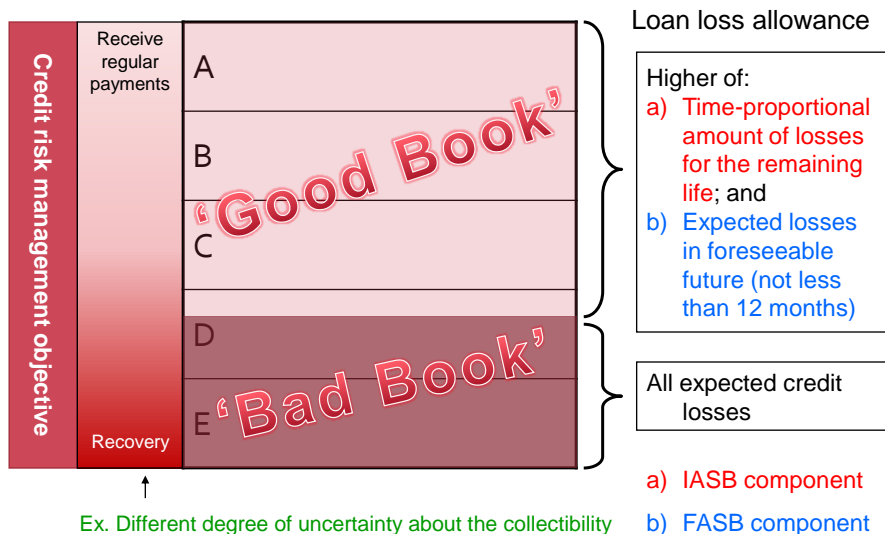 Credit risk management objective
Receive
regular
payments
Recovery
A
B
C
D
E
‘Good Book’
‘Bad Book’
Loan loss allowance
Higher of:
a) Time-proportional
amount of losses
for the remaining
life; and
b) Expected losses
in foreseeable
future (not less
than 12 months)
All expected credit
losses
a) IASB component
b) FASB component
Ex. Different degree of uncertainty about the collectibility